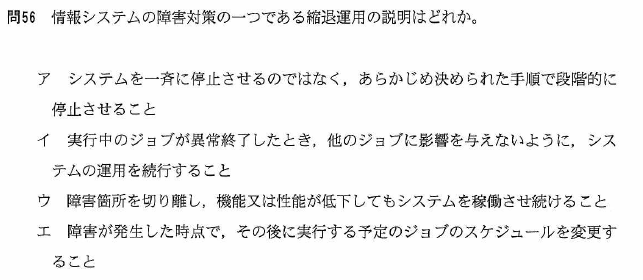 問56 情報システムの障害対策の一つである縮退運用の説明はどれか。
ア システムを一斉に停止させるのではなく，あらかじめ決められた手順で段階的に
停止させること
イ 実行中のジョブが異常終了したとき，他のジョブに影響を与えないように，シス
テムの運用を続行すること
ウ 障害箇所を切り離し，機能又は性能が低下してもシステムを稼働させ続けること
エ 障害が発生した時点で，その後に実行する予定のジョブのスケジュールを変更す
ること